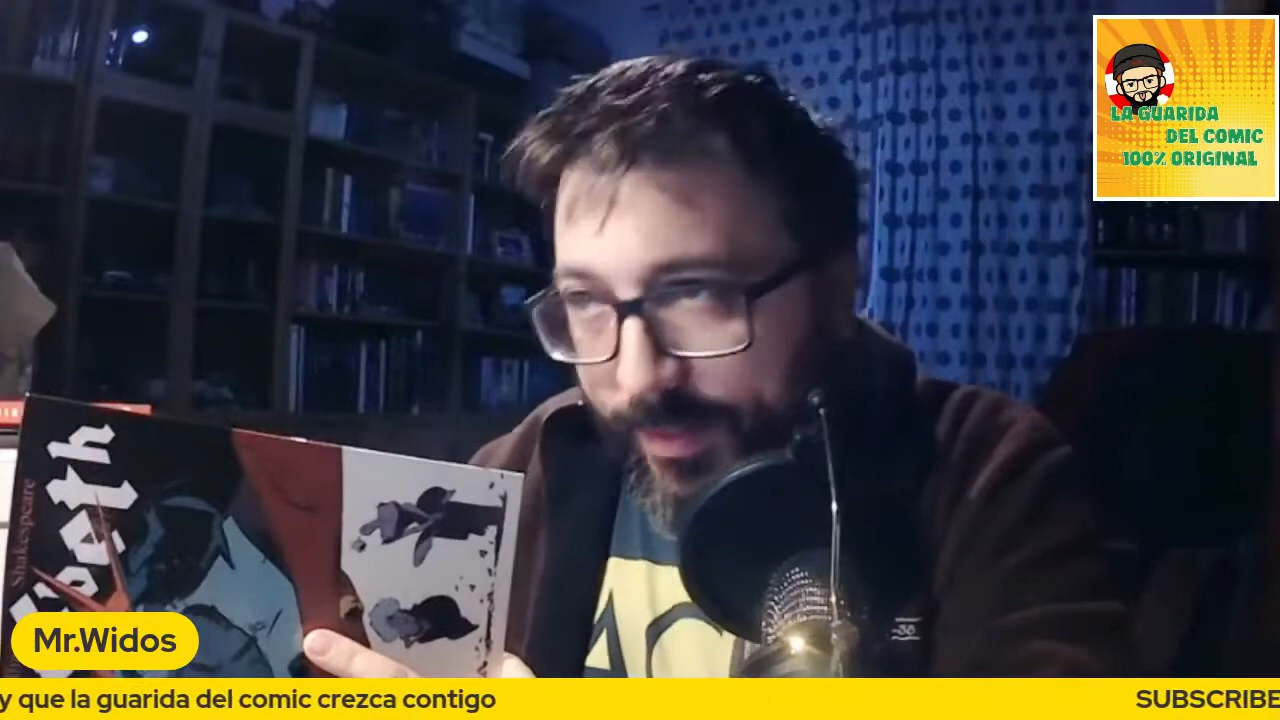 LA GUARIDA
DEL COMIC
100% ORIGINAL
Shakespeare
Mr.Widos
y que la guarida del comic crezca contigo
SUBSCRIBE